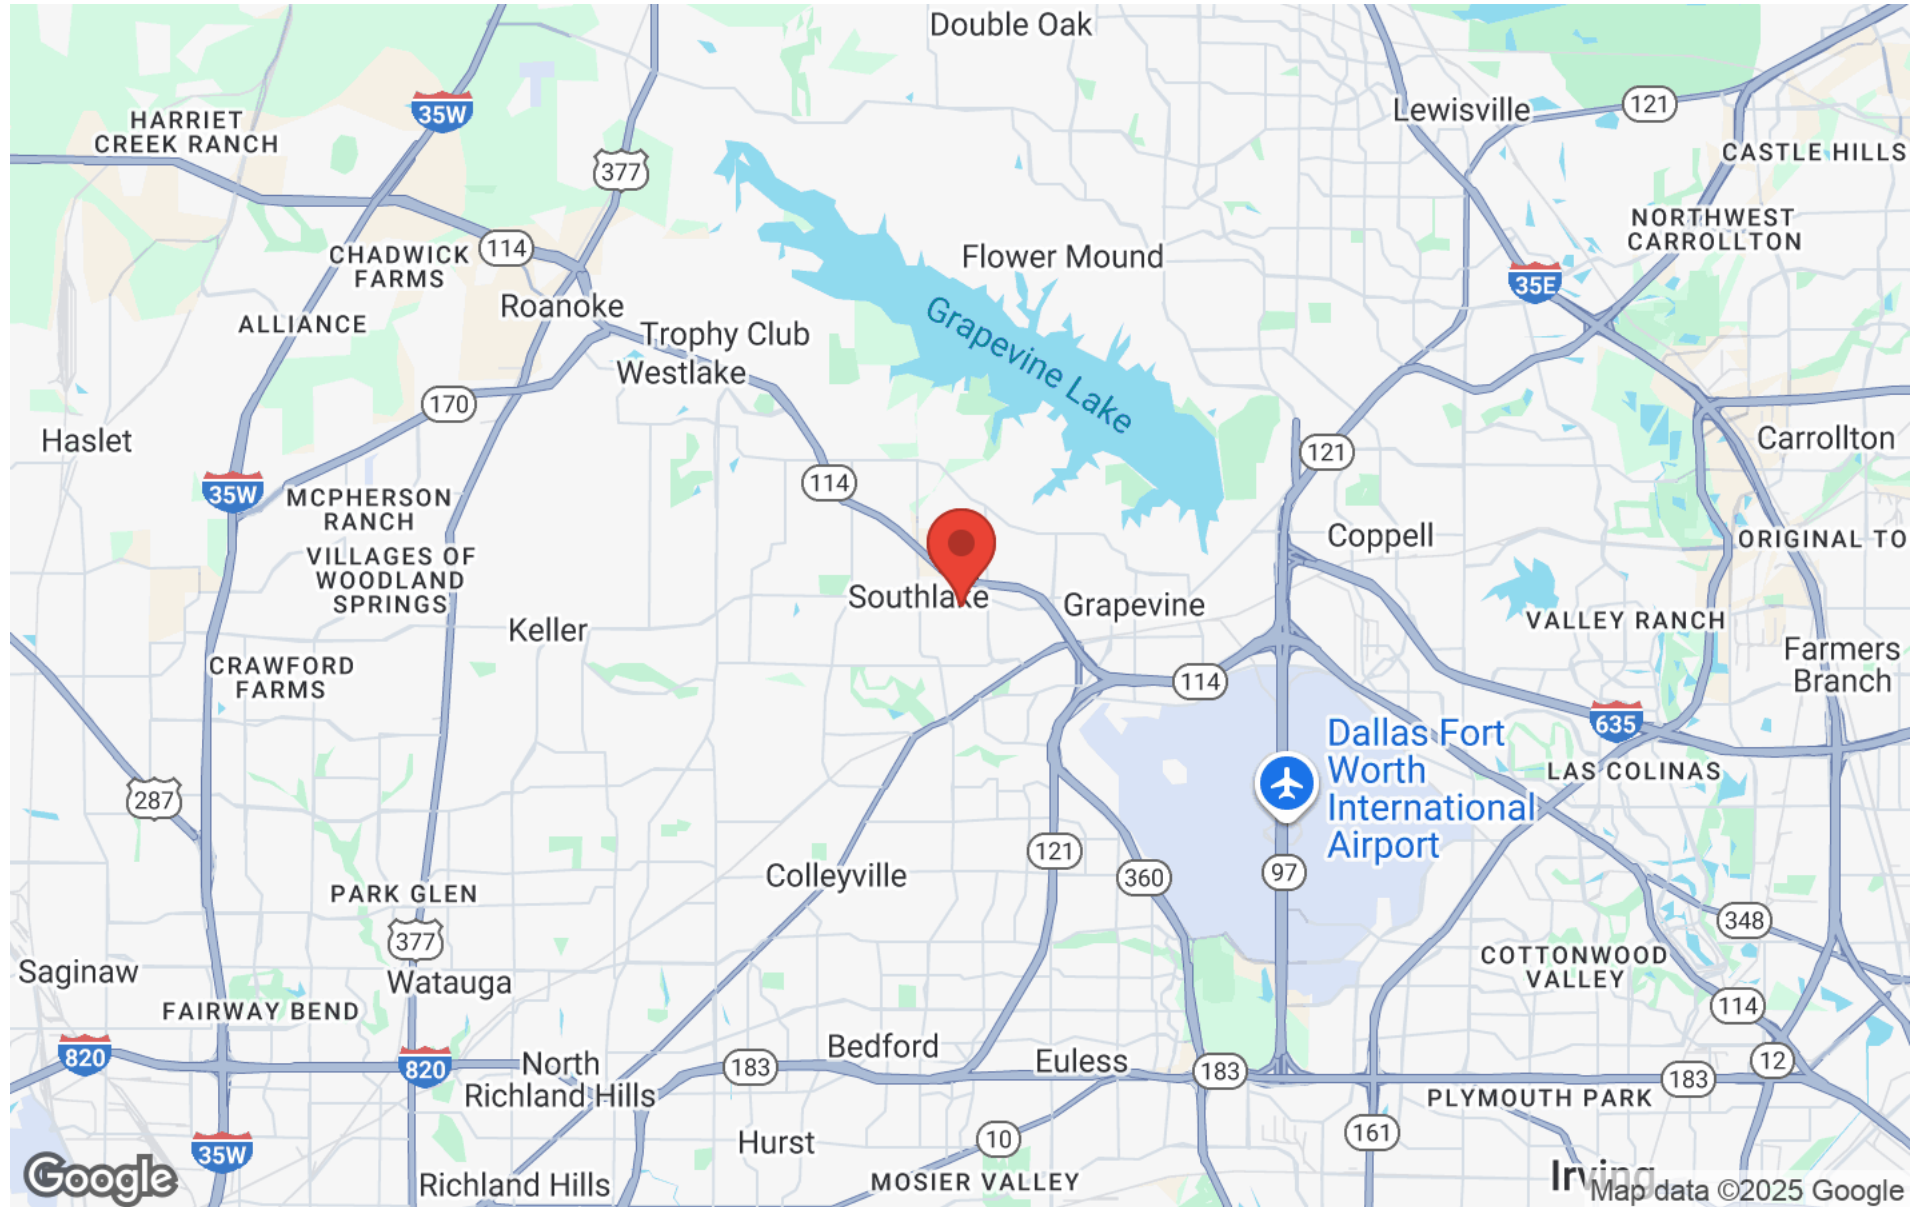 Double Oak
35W
HARRIET
CREEK RANCH
Lewisville
121
CASTLE HILLS
377
NORTHWEST
CARROLLTON
114
CHADWICK
FARMS
Flower Mound
35E
Roanoke
ALLIANCE
Trophy Club
Westlake
Grapevine Lake
170
Haslet
Carrollton
121
35W
MCPHERSON
RANCH
114
Coppell
ORIGINAL TO
VILLAGES OF
WOODLAND
SPRINGS
Southlake
Grapevine
VALLEY RANCH
Keller
Farmers
Branch
CRAWFORD
FARMS
114
635
Dallas Fort
Worth
International
Airport
LAS COLINAS
287
121
360
97
Colleyville
PARK GLEN
348
377
Saginaw
Watauga
COTTONWOOD
VALLEY
FAIRWAY BEND
114
820
820
North
Richland Hills
183
Bedford
Euless
183
183
12
PLYMOUTH PARK
35W
Hurst
10
161
Google
Richland Hills
MOSIER VALLEY
Irving
Map data ©2025 Google